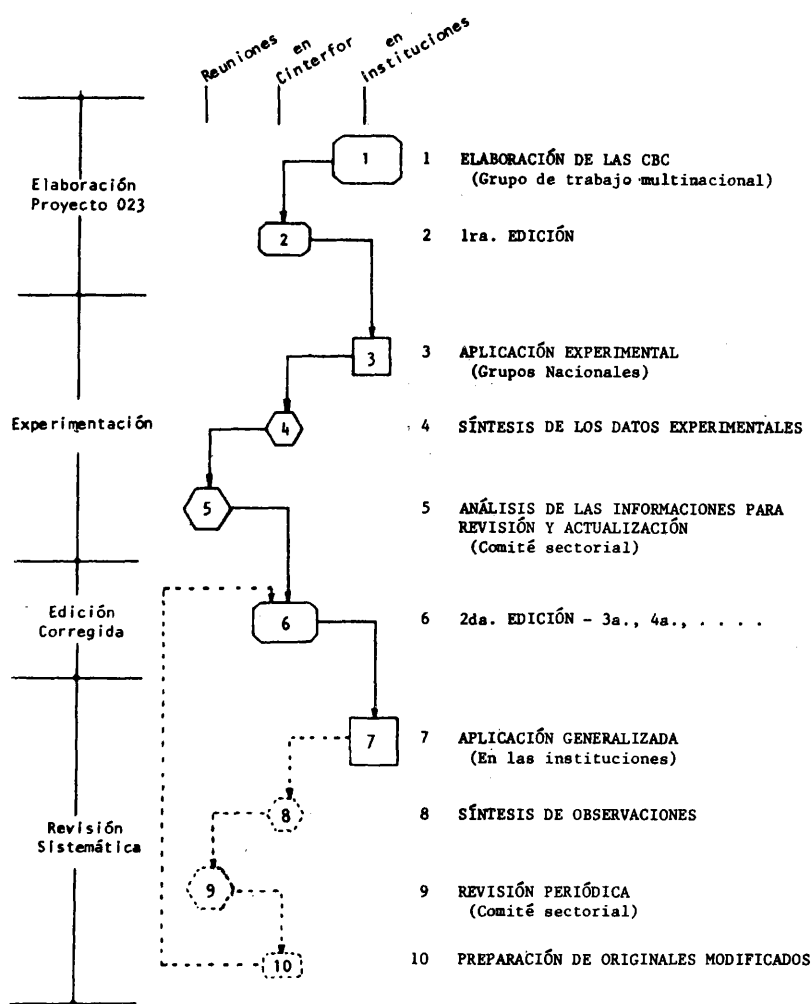 Reuniones
en
Cinterfor
en
instituciones
Elaboración
Proyecto 023
1
1 ELABORACIÓN DE LAS CBC
(Grupo de trabajo multinacional)
2
2 1ra. EDICIÓN
Experimentación
3
3 APLICACIÓN EXPERIMENTAL
(Grupos Nacionales)
4
4 SÍNTESIS DE LOS DATOS EXPERIMENTALES
5
5 ANÁLISIS DE LAS INFORMACIONES PARA
REVISIÓN Y ACTUALIZACIÓN
(Comité sectorial)
Edición
Corregida
6
6 2da. EDICIÓN - 3a., 4a., . . . .
7
7 APLICACIÓN GENERALIZADA
(En las instituciones)
Revisión
Sistemática
8
8 SÍNTESIS DE OBSERVACIONES
9
9 REVISIÓN PERIÓDICA
(Comité sectorial)
10
10 PREPARACIÓN DE ORIGINALES MODIFICADOS